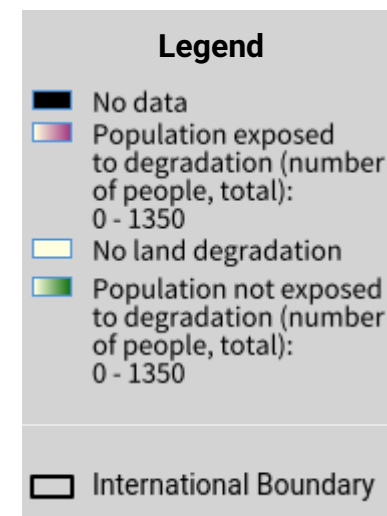 Legend
No data
Population exposed
to degradation (number
of people, total):
0 - 1350
No land degradation
Population not exposed
to degradation (number
of people, total):
0 - 1350
International Boundary